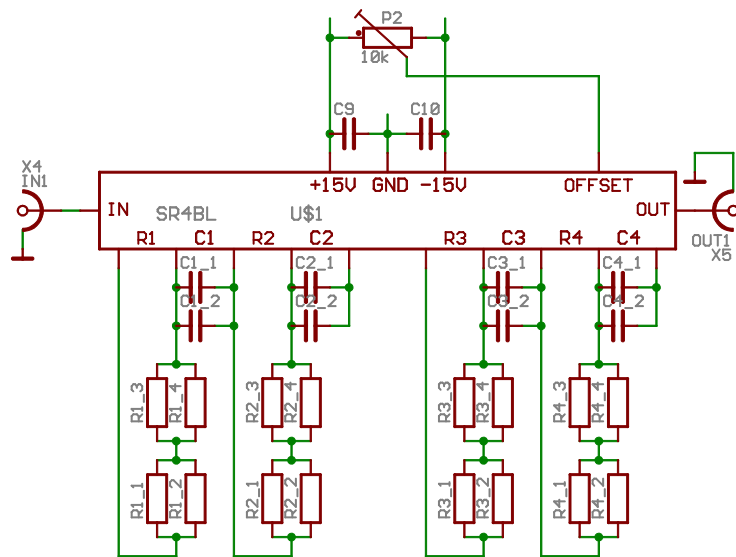 P2
10k
C9
C10
X4
IN1
+15V
GND
-15V
OFFSET
IN
SR4BL
U$1
OUT
OUT1
X5
R1
C1
R2
C2
R3
C3
R4
C4
C1_1
C2_1
C3_1
C4_1
C1_2
C2_2
C3_2
C4_2
R1_3
R1_4
R2_3
R2_4
R3_3
R3_4
R4_3
R4_4
R1_1
R1_2
R2_1
R2_2
R3_1
R3_2
R4_1
R4_2